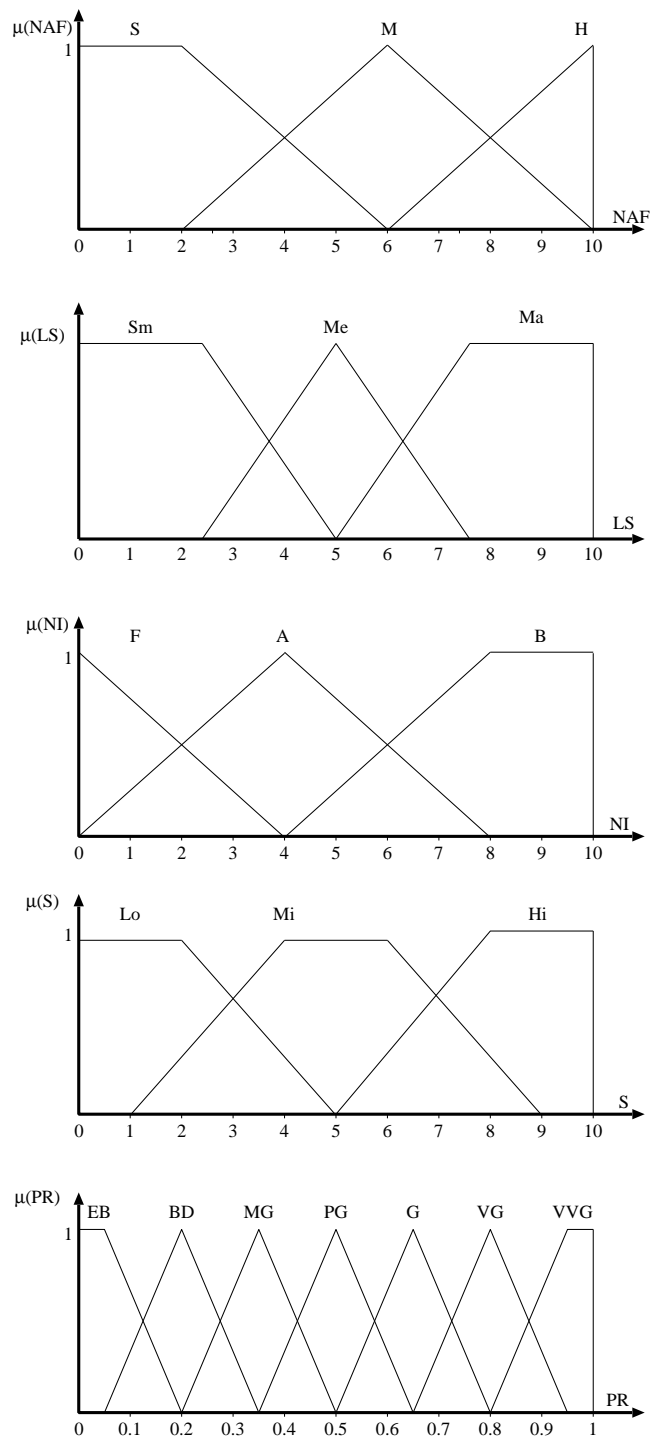 μ(NAF)
S M H
1
NAF
0 1 2 3 4 5 6 7 8 9 10
μ(LS)
Sm Me Ma
LS
0 1 2 3 4 5 6 7 8 9 10
μ(NI)
F A B
1
NI
0 1 2 3 4 5 6 7 8 9 10
μ(S)
Lo Mi Hi
1
S
0 1 2 3 4 5 6 7 8 9 10
μ(PR)
EB BD MG PG G VG VVG
1
PR
0 0.1 0.2 0.3 0.4 0.5 0.6 0.7 0.8 0.9 1